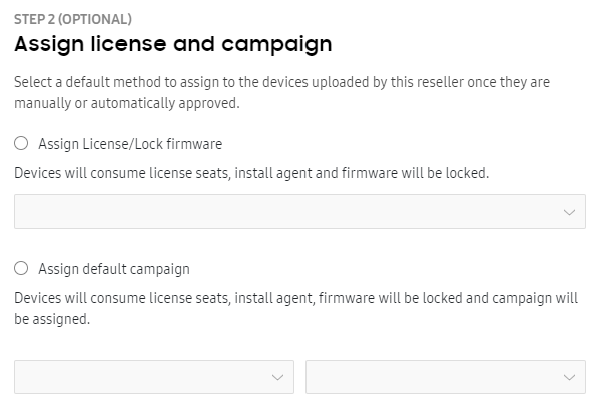 STEP 2 (OPTIONAL)
Assign license and campaign
Select a default method to assign to the devices uploaded by this reseller once they are
manually or automatically approved.
Assign License/Lock firmware
Devices will consume license seats, install agent and firmware will be locked.
Assign default campaign
Devices will consume license seats, install agent, firmware will be locked and campaign will
be assigned.